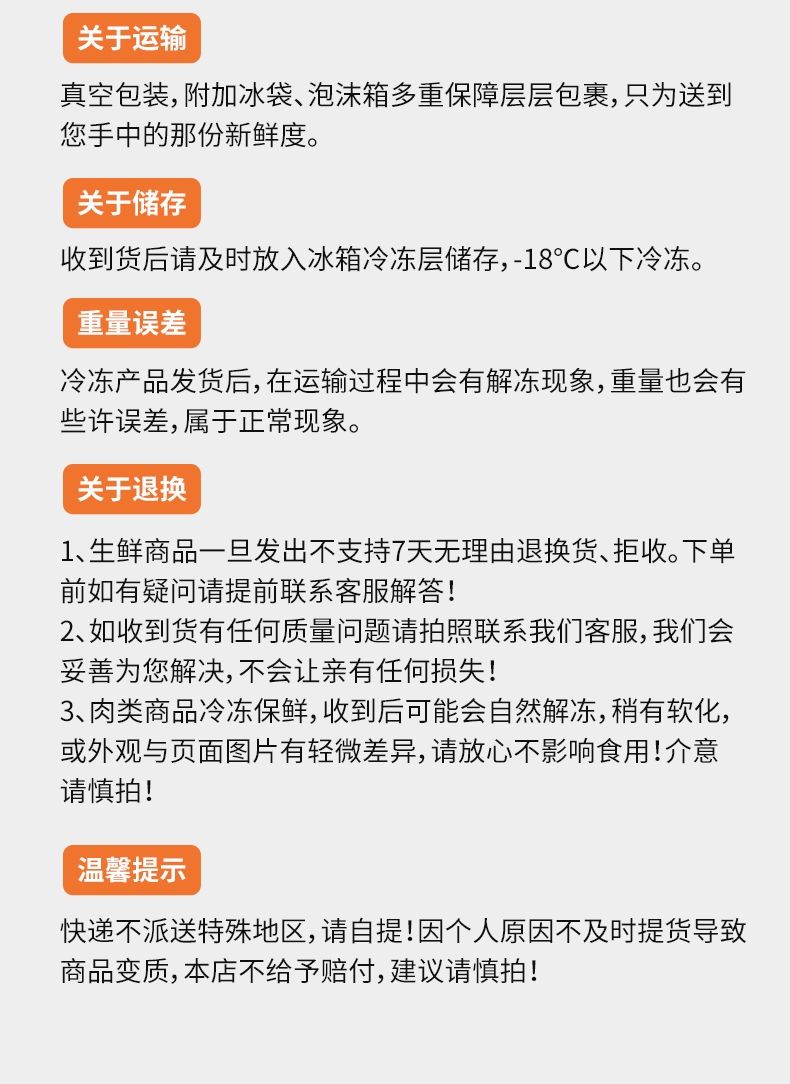 关于运输
真空包装,附加冰袋、泡沫箱多重保障层层包裹,只为送到
您手中的那份新鲜度。
关于储存
收到货后请及时放入冰箱冷冻层储存,-18℃以下冷冻。
重量误差
冷冻产品发货后,在运输过程中会有解冻现象,重量也会有
些许误差,属于正常现象。
关于退换
1、生鲜商品一旦发出不支持7天无理由退换货、拒收。下单
前如有疑问请提前联系客服解答！
2、如收到货有任何质量问题请拍照联系我们客服,我们会
妥善为您解决,不会让亲有任何损失！
3、肉类商品冷冻保鲜,收到后可能会自然解冻,稍有软化,
或外观与页面图片有轻微差异,请放心不影响食用！介意
请慎拍！
温馨提示
快递不派送特殊地区,请自提！因个人原因不及时提货导致
商品变质,本店不给予赔付,建议请慎拍！